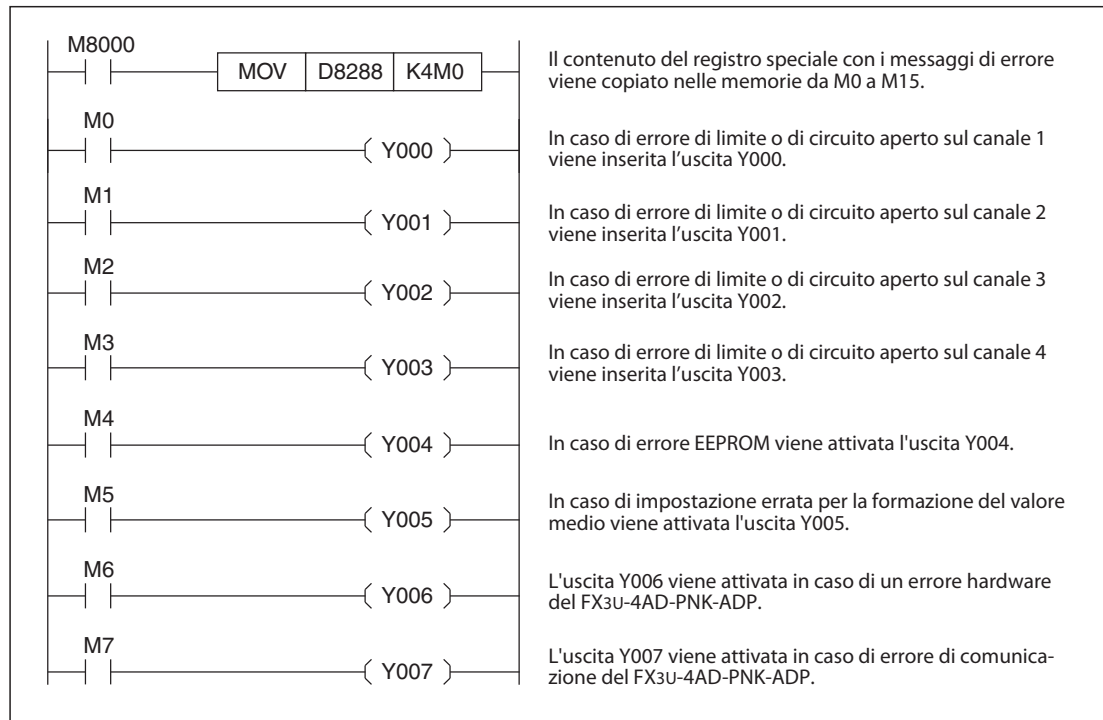 M8000
MOV D8288 K4M0
Il contenuto del registro speciale con i messaggi di errore
viene copiato nelle memorie da M0 a M15.
M0
Y000
In caso di errore di limite o di circuito aperto sul canale 1
viene inserita l’uscita Y000.
M1
Y001
In caso di errore di limite o di circuito aperto sul canale 2
viene inserita l’uscita Y001.
M2
Y002
In caso di errore di limite o di circuito aperto sul canale 3
viene inserita l’uscita Y002.
M3
Y003
In caso di errore di limite o di circuito aperto sul canale 4
viene inserita l’uscita Y003.
M4
Y004
In caso di errore EEPROM viene attivata l'uscita Y004.
M5
Y005
In caso di impostazione errata per la formazione del valore
medio viene attivata l'uscita Y005.
M6
Y006
L'uscita Y006 viene attivata in caso di un errore hardware
del FX3U-4AD-PNK-ADP.
M7
Y007
L'uscita Y007 viene attivata in caso di errore di comunica-
zione del FX3U-4AD-PNK-ADP.